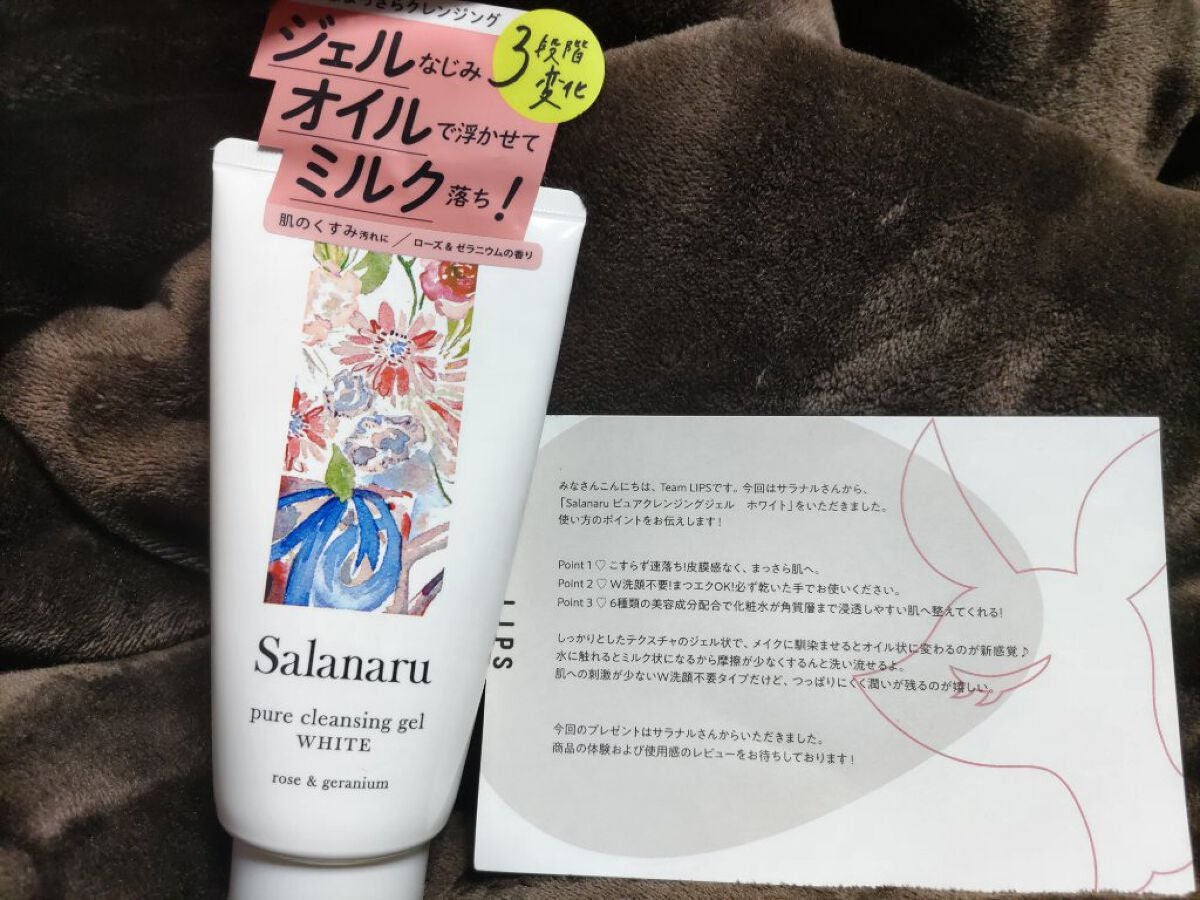 さらクレンジング
ジェルなじみ
オイルで浮かせて
ミルク落ち!
3段階
変化
肌のくすみ汚れに / ローズ&ゼラニウムの香り
Salanaru
pure cleansing gel
WHITE
rose & geranium
LIPS
みなさんこんにちは、Team LIPSです。今回はサラナルさんから、
「Salanaru ピュアクレンジングジェル ホワイト」をいただきました。
使い方のポイントをお伝えします!
Point 1 ♡ こすらず速落ち!皮膜感なく、まっさら肌へ。
Point 2 ♡ W洗顔不要!まつエクOK!必ず乾いた手でお使いください。
Point 3 ♡ 6種類の美容成分配合で化粧水が角質層まで浸透しやすい肌へ整えてくれる!
しっかりとしたテクスチャのジェル状で、メイクに馴染ませるとオイル状に変わるのが新感覚♪
水に触れるとミルク状になるから摩擦が少なくするんと洗い流せるよ。
肌への刺激が少ないW洗顔不要タイプだけど、つっぱりにくく潤いが残るのが嬉しい。
今回のプレゼントはサラナルさんからいただきました。
商品の体験および使用感のレビューをお待ちしております!